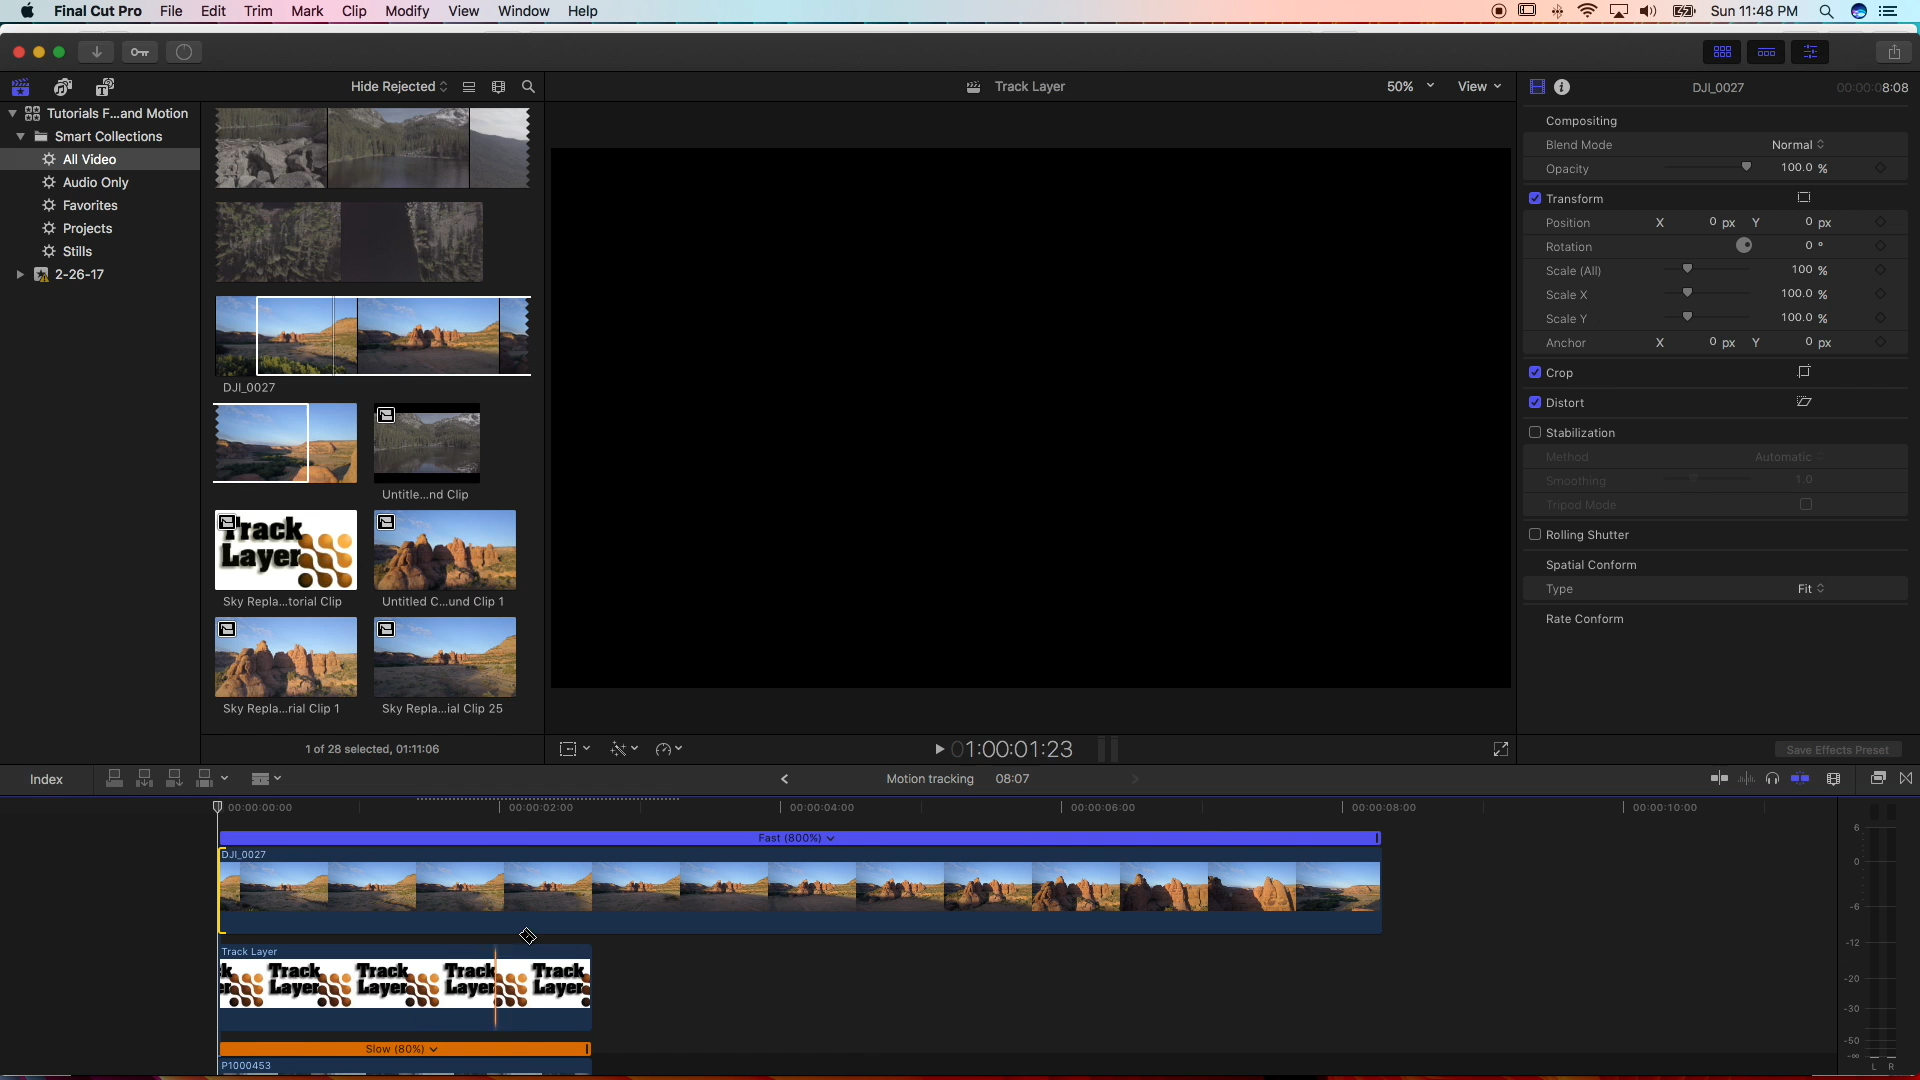 Final Cut Pro File Edit Trim Mark Clip Modify View Window Help Sun 11:48 PM
Hide Rejected Track Layer 50% View DJI_0027 00:00:08:08
Tutorials F...and Motion
Smart Collections
All Video
Audio Only
Favorites
Projects
Stills
2-26-17
DJI_0027
Untitle...nd Clip
Track
Layer
Sky Repla...torial Clip Untitled C...und Clip 1
Sky Repla...rial Clip 1 Sky Repla...ial Clip 25
1 of 28 selected, 01:11:06
01:00:01:23
Compositing
Blend Mode Normal
Opacity 100.0 %
Transform
Position X 0 px Y 0 px
Rotation 0 °
Scale (All) 100 %
Scale X 100.0 %
Scale Y 100.0 %
Anchor X 0 px Y 0 px
Crop
Distort
Stabilization
Method Automatic
Smoothing 1.0
Tripod Mode
Rolling Shutter
Spatial Conform
Type Fit
Rate Conform
Save Effects Preset
Index Motion tracking 08:07
00:00:00:00 00:00:02:00 00:00:04:00 00:00:06:00 00:00:08:00 00:00:10:00
Fast (800%)
DJI_0027
Track Layer
k Track Track Track Track
er Layer Layer Layer Layer
Slow (80%)
P1000453
6
0
-6
-12
-20
-30
-50
-∞
L R